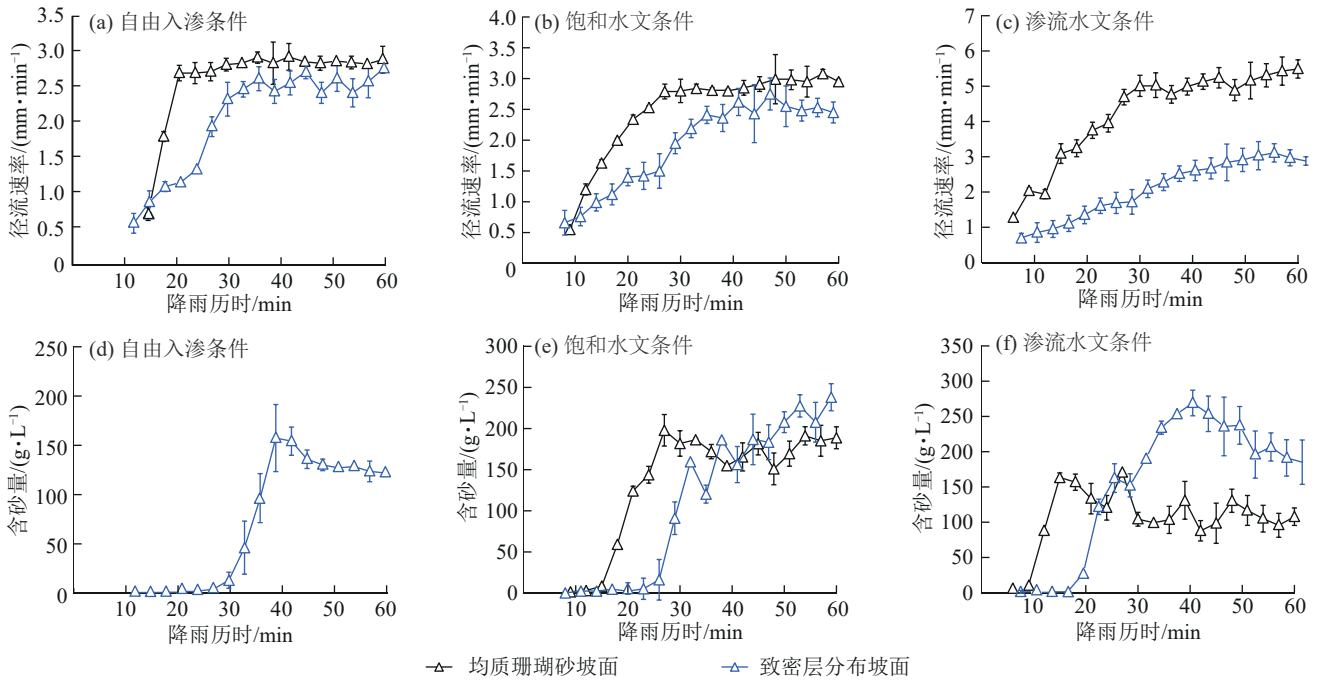 (a) 自由入渗条件
径流速率/(mm•min⁻¹)
3.5
3.0
2.5
2.0
1.5
1.0
0.5
0
10 20 30 40 50 60
降雨历时/min
(b) 饱和水文条件
径流速率/(mm•min⁻¹)
4.0
3.5
3.0
2.5
2.0
1.5
1.0
0.5
0
10 20 30 40 50 60
降雨历时/min
(c) 渗流水文条件
径流速率/(mm•min⁻¹)
7
6
5
4
3
2
1
0
10 20 30 40 50 60
降雨历时/min
(d) 自由入渗条件
含砂量/(g•L⁻¹)
250
200
150
100
50
0
10 20 30 40 50 60
降雨历时/min
(e) 饱和水文条件
含砂量/(g•L⁻¹)
300
250
200
150
100
50
0
10 20 30 40 50 60
降雨历时/min
(f) 渗流水文条件
含砂量/(g•L⁻¹)
350
300
250
200
150
100
50
0
10 20 30 40 50 60
降雨历时/min
均质珊瑚砂坡面 致密层分布坡面